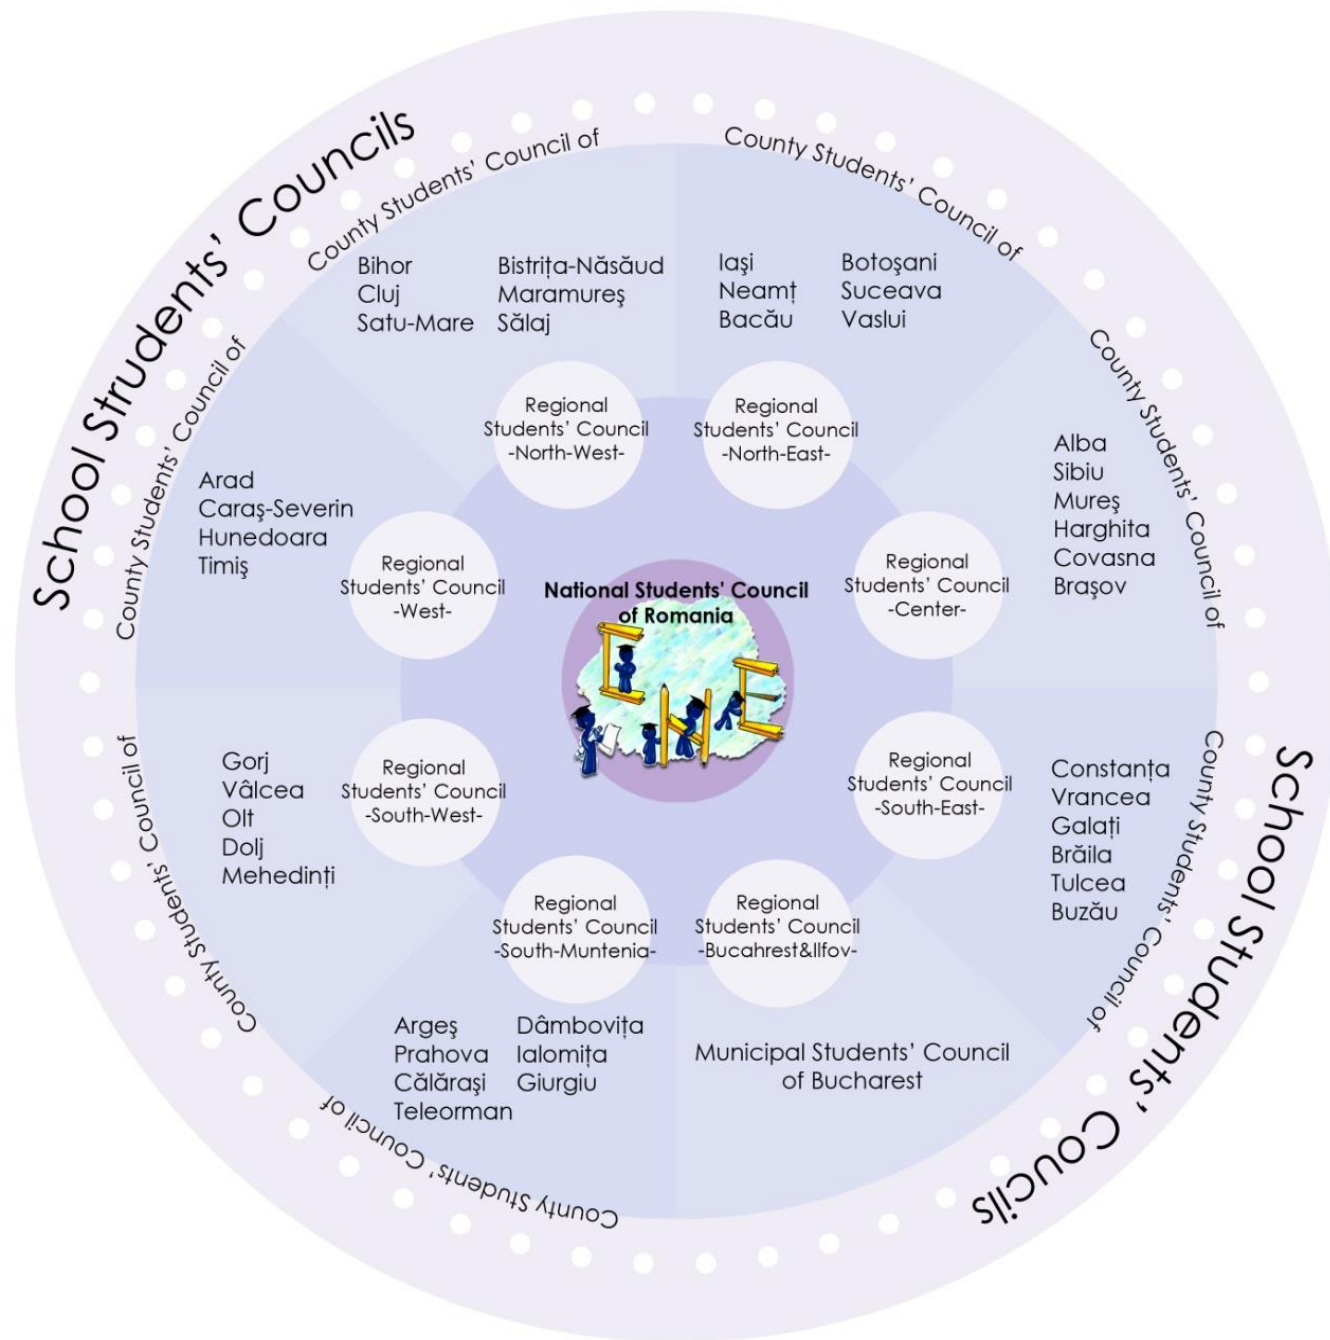 School Strudents' Councils
School Students' Coucils
County Students' Council of
Bihor
Cluj
Satu-Mare
Bistrița-Năsăud
Maramureş
Sălaj
Regional
Students' Council
-North-West-
County Students' Council of
Iaşi
Neamț
Bacău
Botoşani
Suceava
Vaslui
Regional
Students' Council
-North-East-
County Students' Council of
Alba
Sibiu
Mureş
Harghita
Covasna
Braşov
Regional
Students' Council
-Center-
County Students' Council of
Constanța
Vrancea
Galați
Brăila
Tulcea
Buzău
Regional
Students' Council
-South-East-
Regional
Students' Council
-Bucahrest&Ilfov-
Municipal Students' Council
of Bucharest
Regional
Students' Council
-South-Muntenia-
Argeş
Prahova
Călăraşi
Teleorman
Dâmbovița
Ialomița
Giurgiu
County Students' Council of
Regional
Students' Council
-South-West-
Gorj
Vâlcea
Olt
Dolj
Mehedinți
County Students' Council of
Regional
Students' Council
-West-
Arad
Caraş-Severin
Hunedoara
Timiş
County Students' Council of
National Students' Council
of Romania
CNE